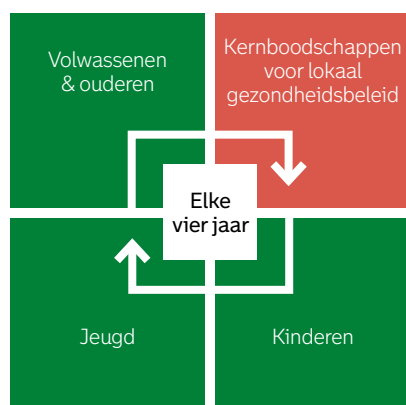 Volwassenen
& ouderen
Kernboodschappen
voor lokaal
gezondheidsbeleid
Elke
vier jaar
Jeugd
Kinderen